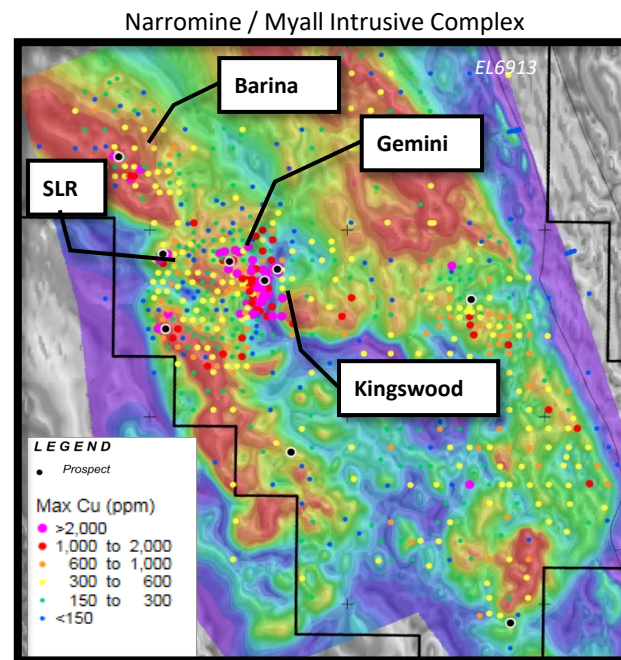 Narromine / Myall Intrusive Complex
EL6913
Barina
Gemini
SLR
Kingswood
LEGEND
Prospect
Max Cu (ppm)
>2,000
1,000 to 2,000
600 to 1,000
300 to 600
150 to 300
<150